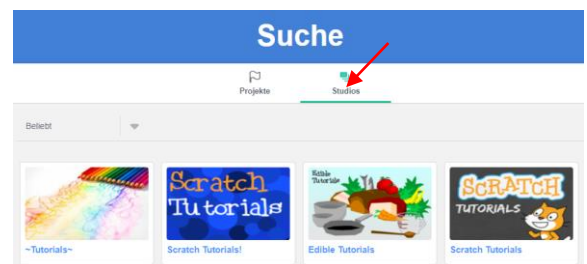 Suche
Projekte
Studios
Beliebt
Scratch
Tutorials
Edible
Tutorials
SCRATCH
TUTORIALS
~Tutorials~
Scratch Tutorials!
Edible Tutorials
Scratch Tutorials